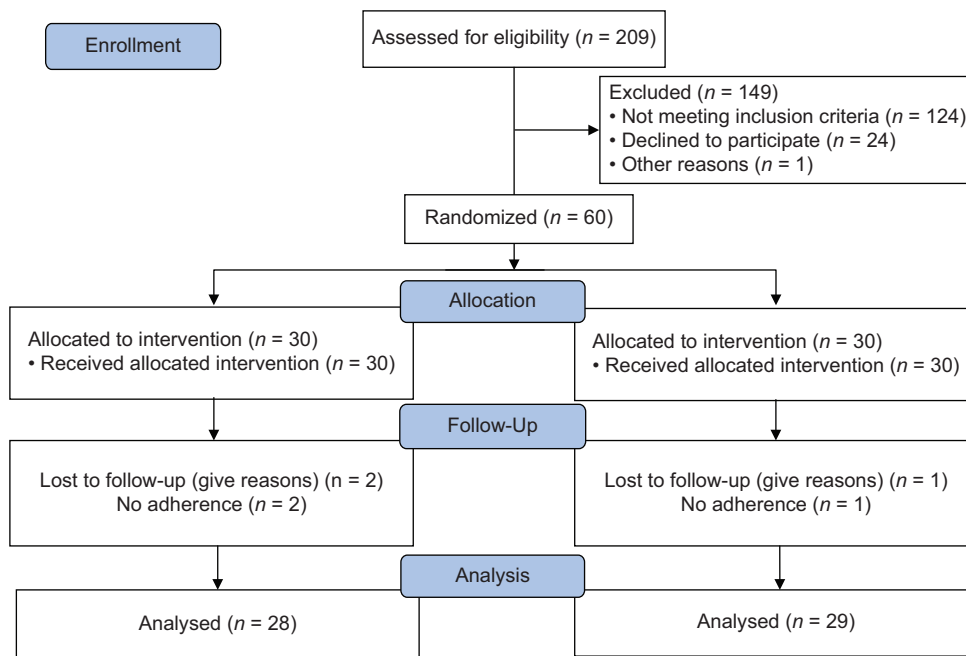 Enrollment
Assessed for eligibility (n = 209)
Excluded (n = 149)
• Not meeting inclusion criteria (n = 124)
• Declined to participate (n = 24)
• Other reasons (n = 1)
Randomized (n = 60)
Allocation
Allocated to intervention (n = 30)
• Received allocated intervention (n = 30)
Allocated to intervention (n = 30)
• Received allocated intervention (n = 30)
Follow-Up
Lost to follow-up (give reasons) (n = 2)
No adherence (n = 2)
Lost to follow-up (give reasons) (n = 1)
No adherence (n = 1)
Analysis
Analysed (n = 28)
Analysed (n = 29)